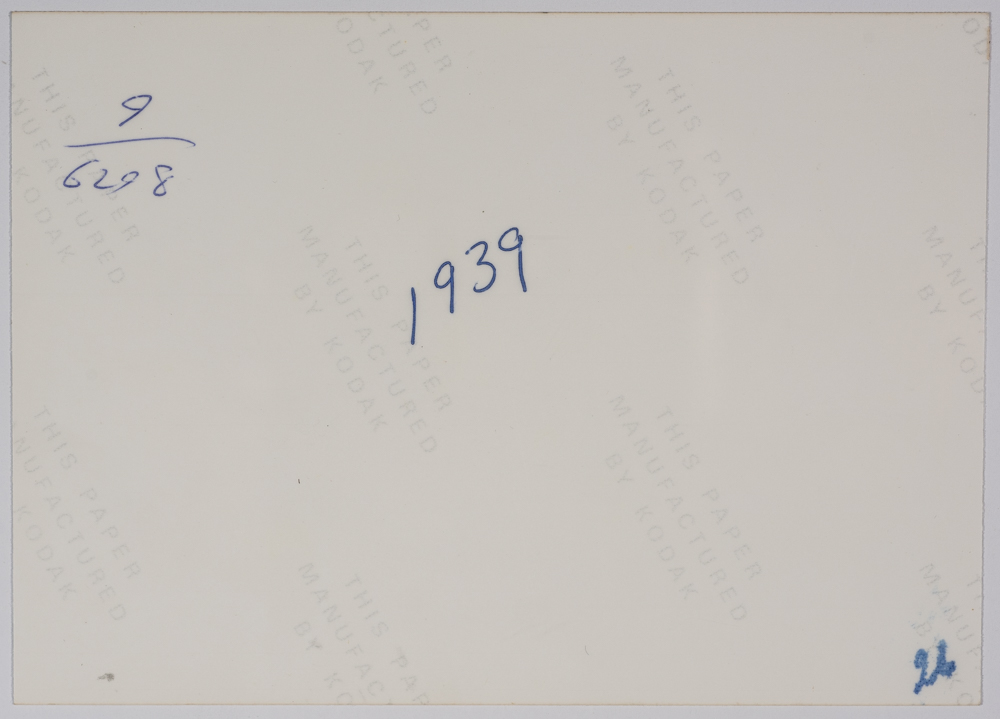 9
6298
1939
THIS PAPER
MANUFACTURED
BY KODAK